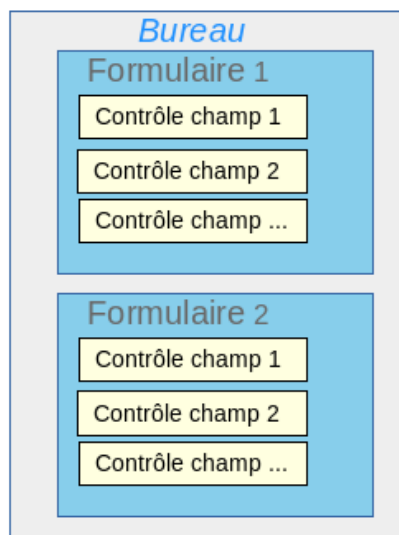 Bureau
Formulaire 1
Contrôle champ 1
Contrôle champ 2
Contrôle champ ...
Formulaire 2
Contrôle champ 1
Contrôle champ 2
Contrôle champ ...